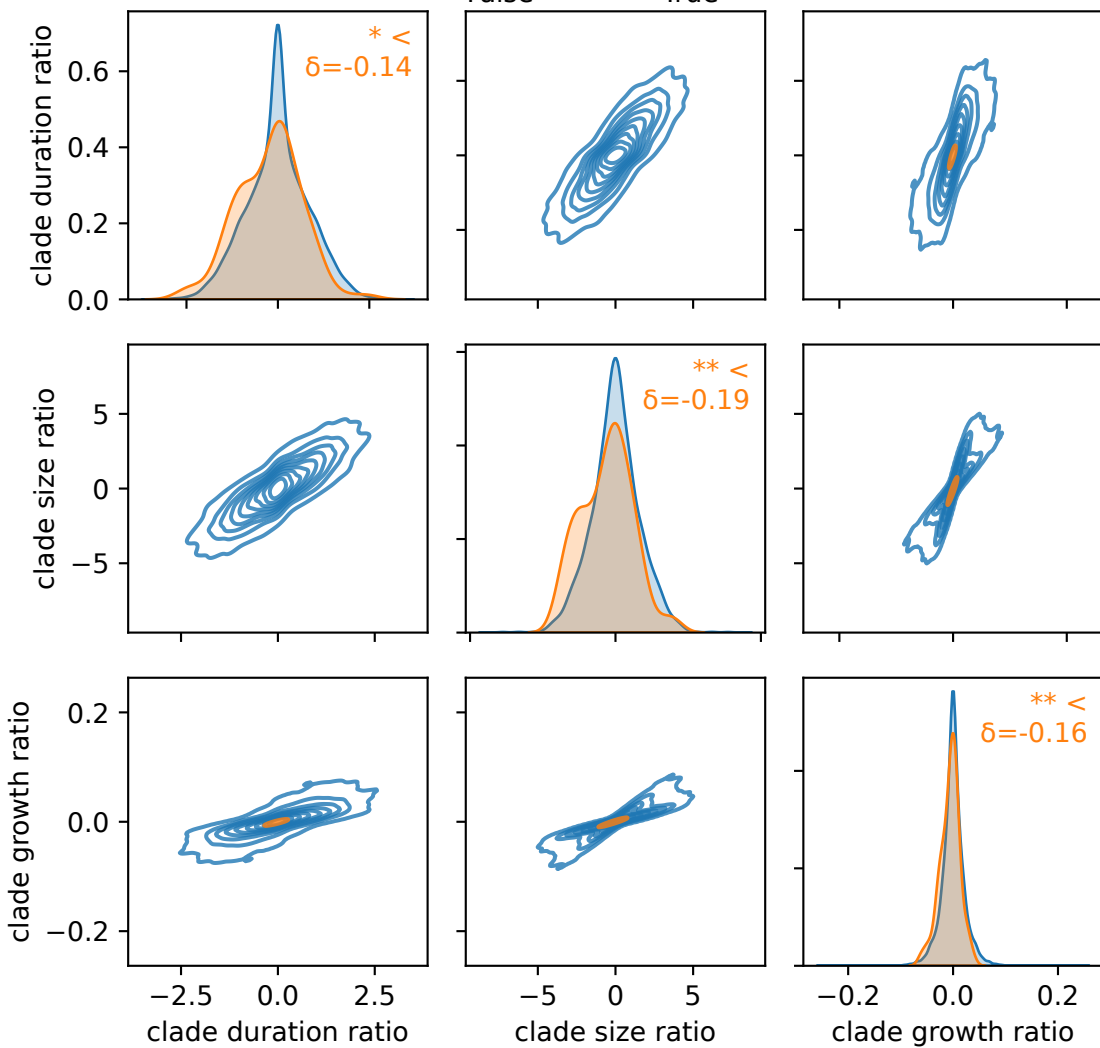 clade duration ratio
0.6
0.4
0.2
0.0
* <
δ=-0.14
clade size ratio
5
0
−5
** <
δ=-0.19
clade growth ratio
0.2
0.0
−0.2
** <
δ=-0.16
−2.5 0.0 2.5
clade duration ratio
−5 0 5
clade size ratio
−0.2 0.0 0.2
clade growth ratio